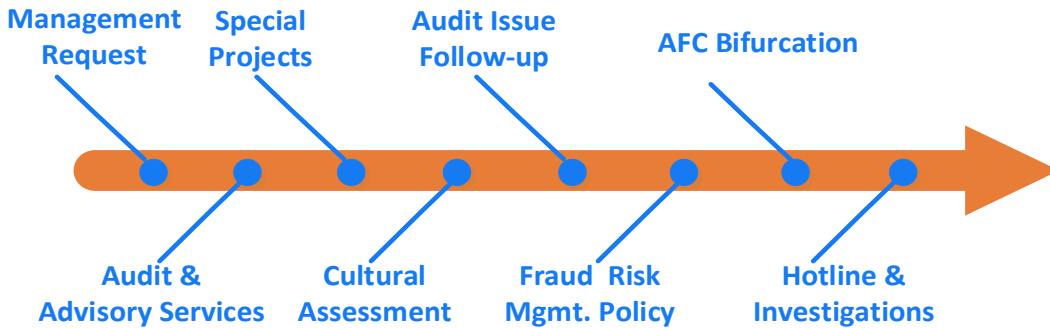 Management
Request
Special
Projects
Audit Issue
Follow-up
AFC Bifurcation
Audit &
Advisory Services
Cultural
Assessment
Fraud Risk
Mgmt. Policy
Hotline &
Investigations